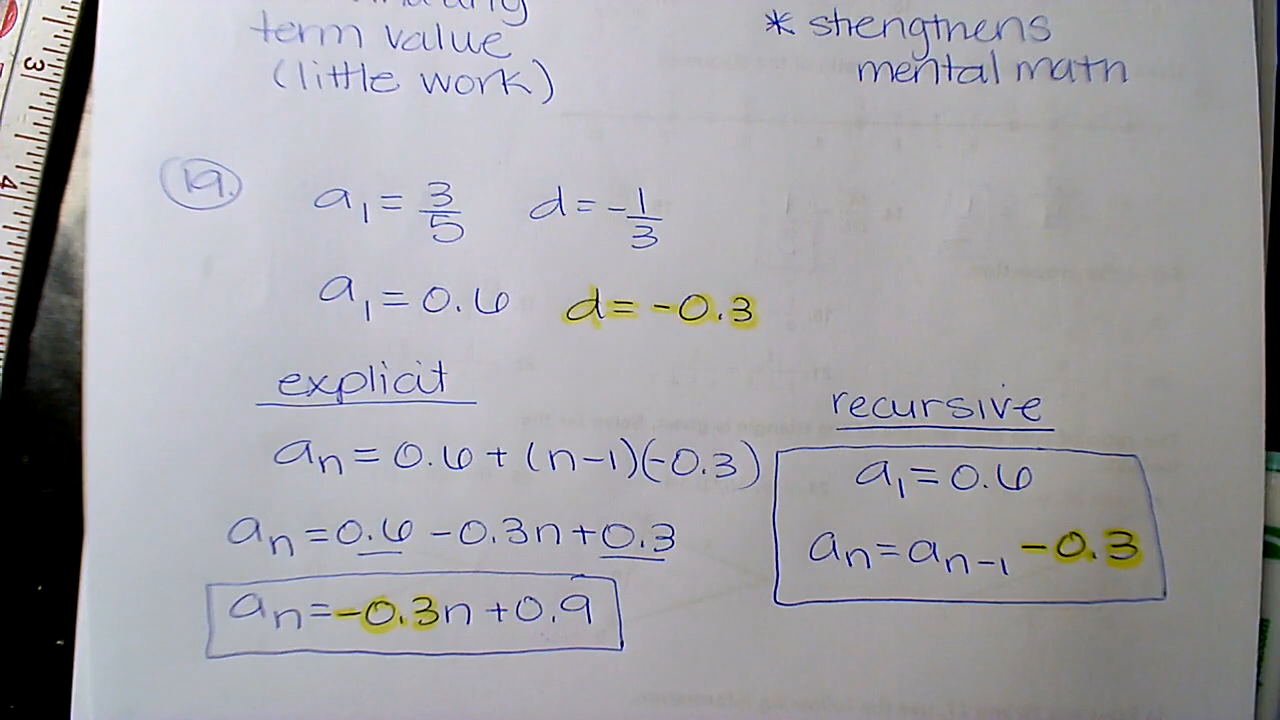 term value
(little work)
* strengthens
mental math
19.
a₁ = 3/5 d = -1/3
a₁ = 0.6 d = -0.3
explicit
aₙ = 0.6 + (n-1)(-0.3)
aₙ = 0.6 - 0.3n + 0.3
aₙ = -0.3n + 0.9
recursive
a₁ = 0.6
aₙ = aₙ₋₁ - 0.3
3
4